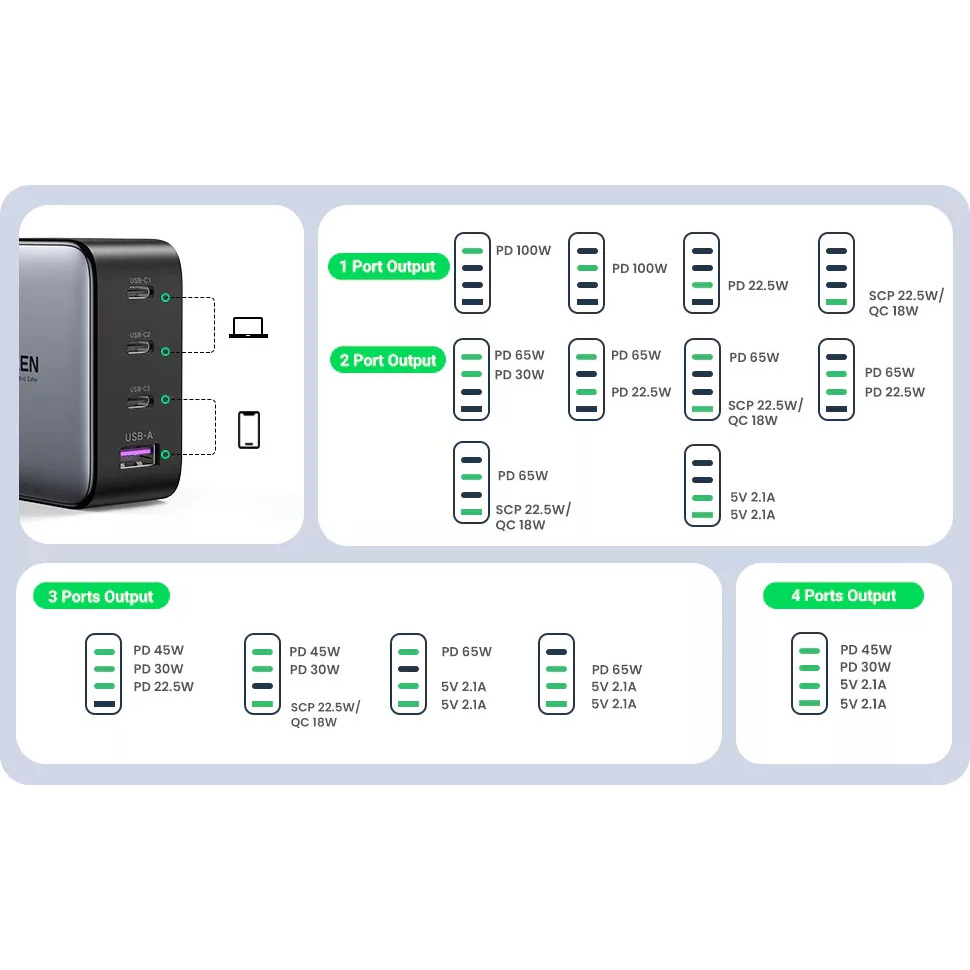 USB-C1
USB-C2
USB-C3
USB-A
EN
1 Port Output
PD 100W
PD 100W
PD 22.5W
SCP 22.5W/
QC 18W
2 Port Output
PD 65W
PD 30W
PD 65W
PD 22.5W
PD 65W
SCP 22.5W/
QC 18W
PD 65W
PD 22.5W
PD 65W
SCP 22.5W/
QC 18W
5V 2.1A
5V 2.1A
3 Ports Output
PD 45W
PD 30W
PD 22.5W
PD 45W
PD 30W
SCP 22.5W/
QC 18W
PD 65W
5V 2.1A
5V 2.1A
PD 65W
5V 2.1A
5V 2.1A
4 Ports Output
PD 45W
PD 30W
5V 2.1A
5V 2.1A